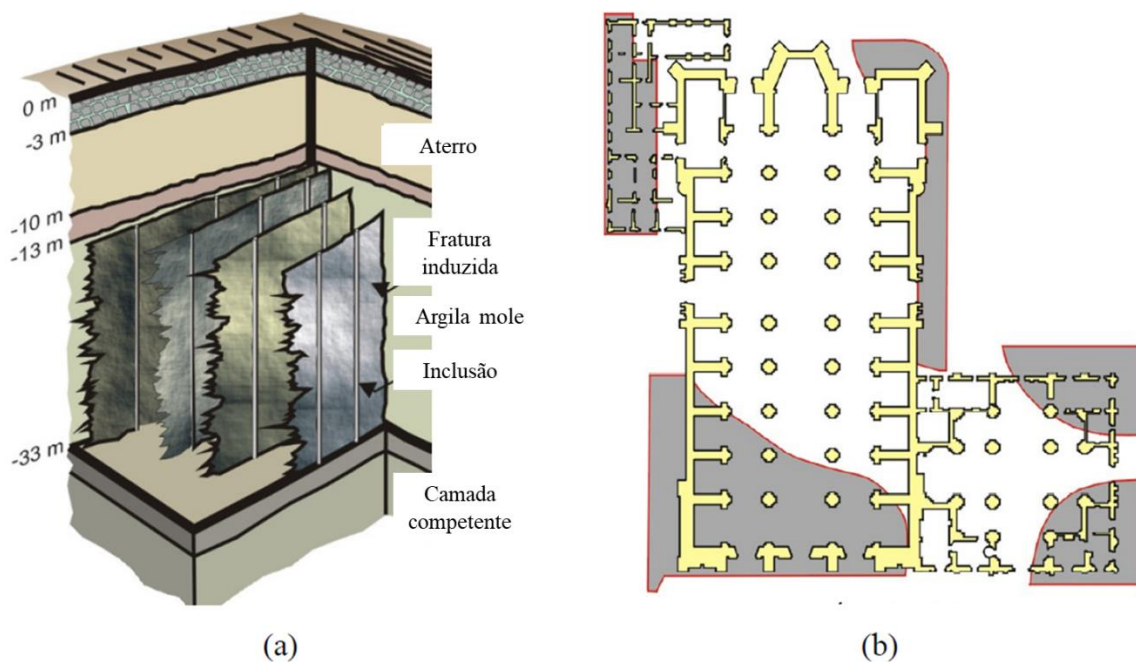 0 m
-3 m
Aterro
-10 m
-13 m
Fratura
induzida
Argila mole
Inclusão
-33 m
Camada
competente
(a)
(b)